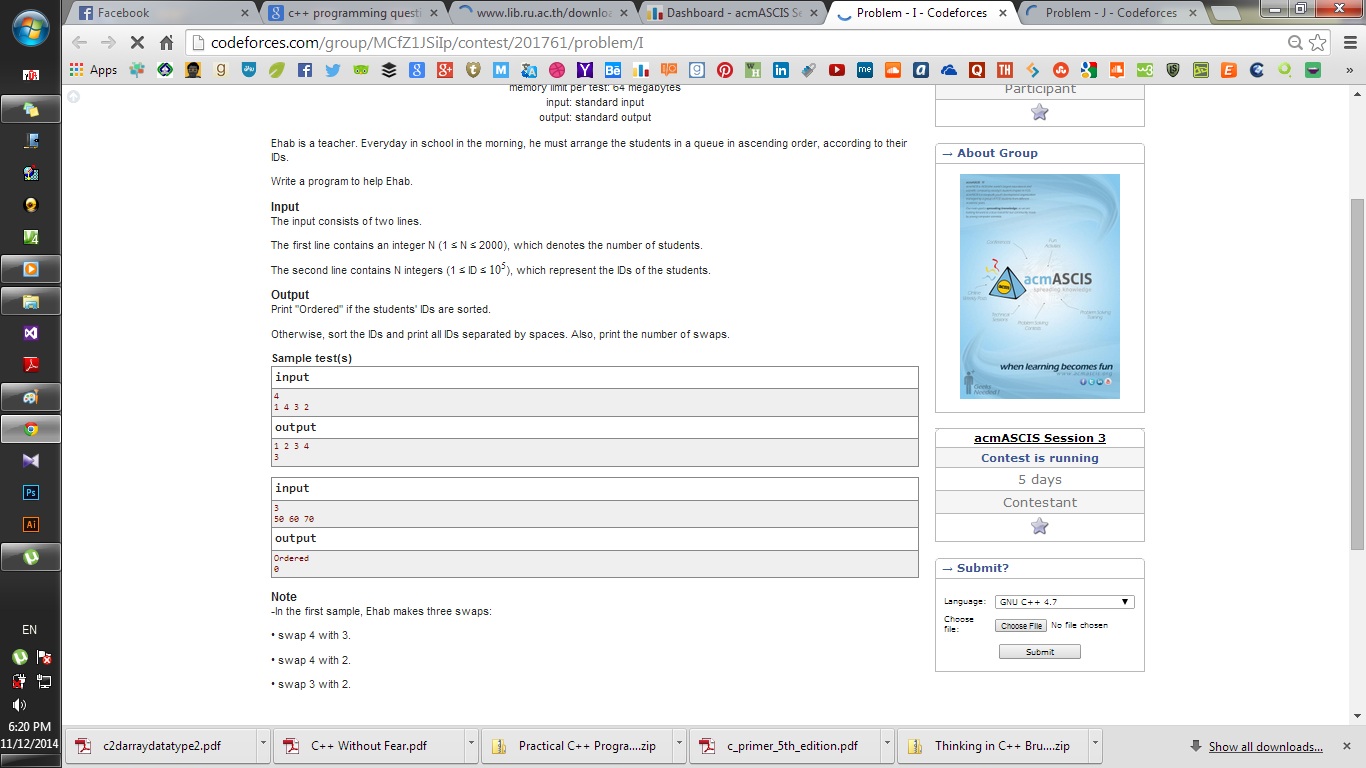 Facebook
c++ programming questi
www.lib.ru.ac.th/downloa
Dashboard - acmASCIS Se
Problem - I - Codeforces
Problem - J - Codeforces
codeforces.com/group/MCfZ1JSiIp/contest/201761/problem/I
Apps
memory limit per test: 64 megabytes
input: standard input
output: standard output
Ehab is a teacher. Everyday in school in the morning, he must arrange the students in a queue in ascending order, according to their
IDs.
Write a program to help Ehab.
Input
The input consists of two lines.
The first line contains an integer N (1 ≤ N ≤ 2000), which denotes the number of students.
The second line contains N integers (1 ≤ ID ≤ 10⁵), which represent the IDs of the students.
Output
Print "Ordered" if the students' IDs are sorted.
Otherwise, sort the IDs and print all IDs separated by spaces. Also, print the number of swaps.
Sample test(s)
input
4
1 4 3 2
output
1 2 3 4
3
input
3
50 60 70
output
Ordered
0
Note
-In the first sample, Ehab makes three swaps:
• swap 4 with 3.
• swap 4 with 2.
• swap 3 with 2.
Participant
→ About Group
acmASCIS
spreading knowledge
when learning becomes fun
www.acmascis.org
Geeks
Needed!
acmASCIS Session 3
Contest is running
5 days
Contestant
→ Submit?
Language:
GNU C++ 4.7
Choose
file:
Choose File
No file chosen
Submit
EN
6:20 PM
11/12/2014
c2darraydatatype2.pdf
C++ Without Fear.pdf
Practical C++ Progra....zip
c_primer_5th_edition.pdf
Thinking in C++ Bru....zip
Show all downloads...